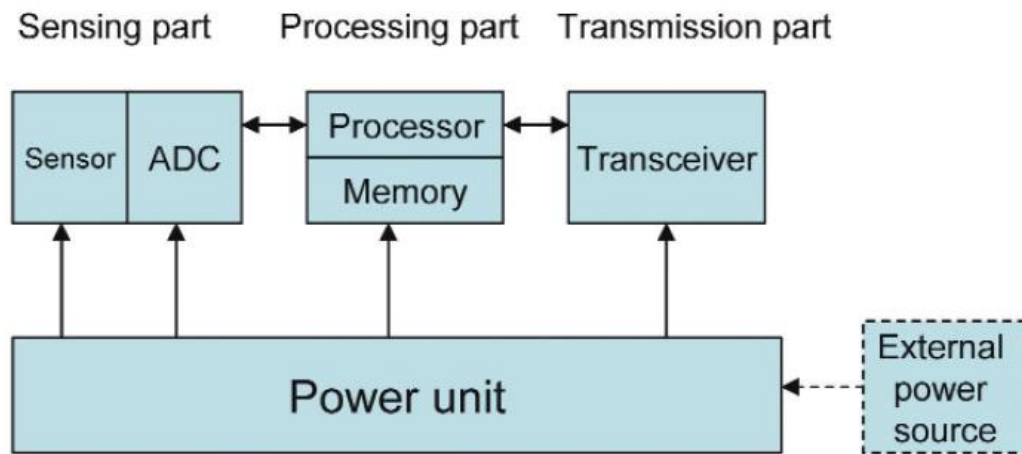 Sensing part
Processing part
Transmission part
Sensor
ADC
Processor
Memory
Transceiver
Power unit
External
power
source